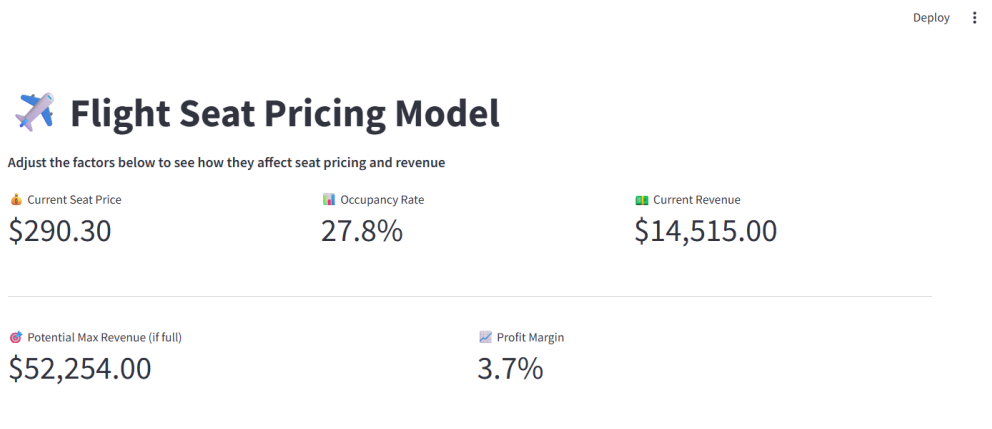 Deploy
Flight Seat Pricing Model
Adjust the factors below to see how they affect seat pricing and revenue
Current Seat Price
Occupancy Rate
Current Revenue
$290.30
27.8%
$14,515.00
Potential Max Revenue (if full)
Profit Margin
$52,254.00
3.7%